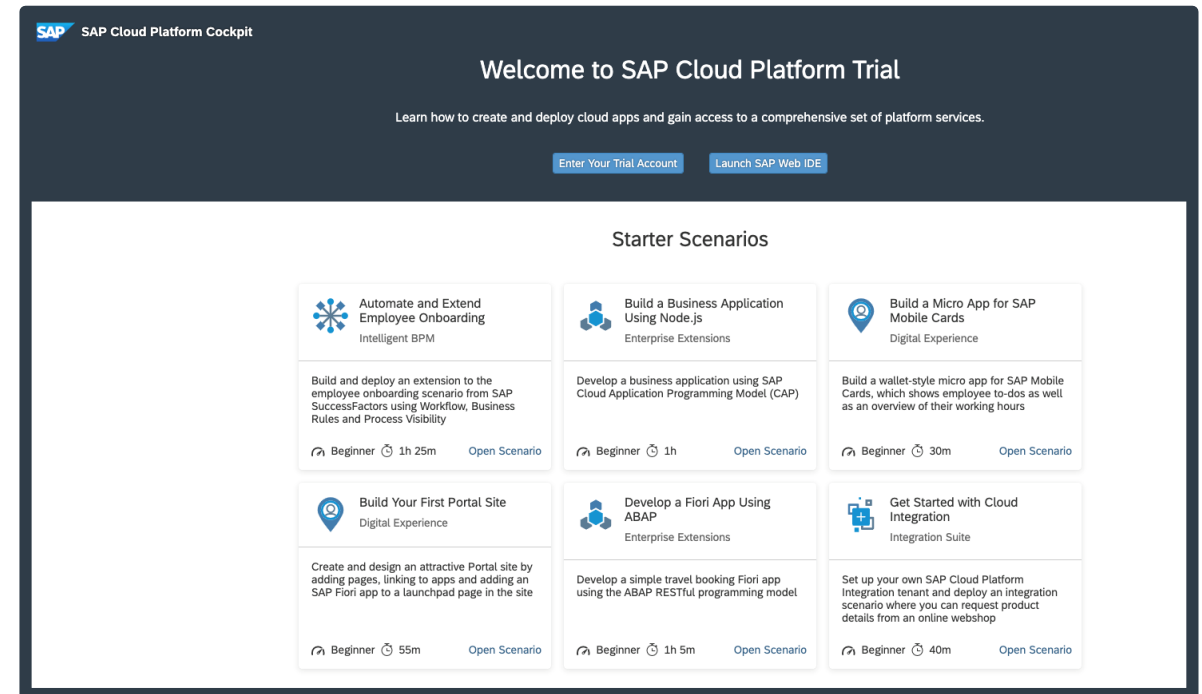 SAP SAP Cloud Platform Cockpit
Welcome to SAP Cloud Platform Trial
Learn how to create and deploy cloud apps and gain access to a comprehensive set of platform services.
Enter Your Trial Account Launch SAP Web IDE
Starter Scenarios
Automate and Extend
Employee Onboarding
Intelligent BPM
Build and deploy an extension to the
employee onboarding scenario from SAP
SuccessFactors using Workflow, Business
Rules and Process Visibility
Beginner 1h 25m Open Scenario
Build a Business Application
Using Node.js
Enterprise Extensions
Develop a business application using SAP
Cloud Application Programming Model (CAP)
Beginner 1h Open Scenario
Build a Micro App for SAP
Mobile Cards
Digital Experience
Build a wallet-style micro app for SAP Mobile
Cards, which shows employee to-dos as well
as an overview of their working hours
Beginner 30m Open Scenario
Build Your First Portal Site
Digital Experience
Create and design an attractive Portal site by
adding pages, linking to apps and adding an
SAP Fiori app to a launchpad page in the site
Beginner 55m Open Scenario
Develop a Fiori App Using
ABAP
Enterprise Extensions
Develop a simple travel booking Fiori app
using the ABAP RESTful programming model
Beginner 1h 5m Open Scenario
Get Started with Cloud
Integration
Integration Suite
Set up your own SAP Cloud Platform
Integration tenant and deploy an integration
scenario where you can request product
details from an online webshop
Beginner 40m Open Scenario